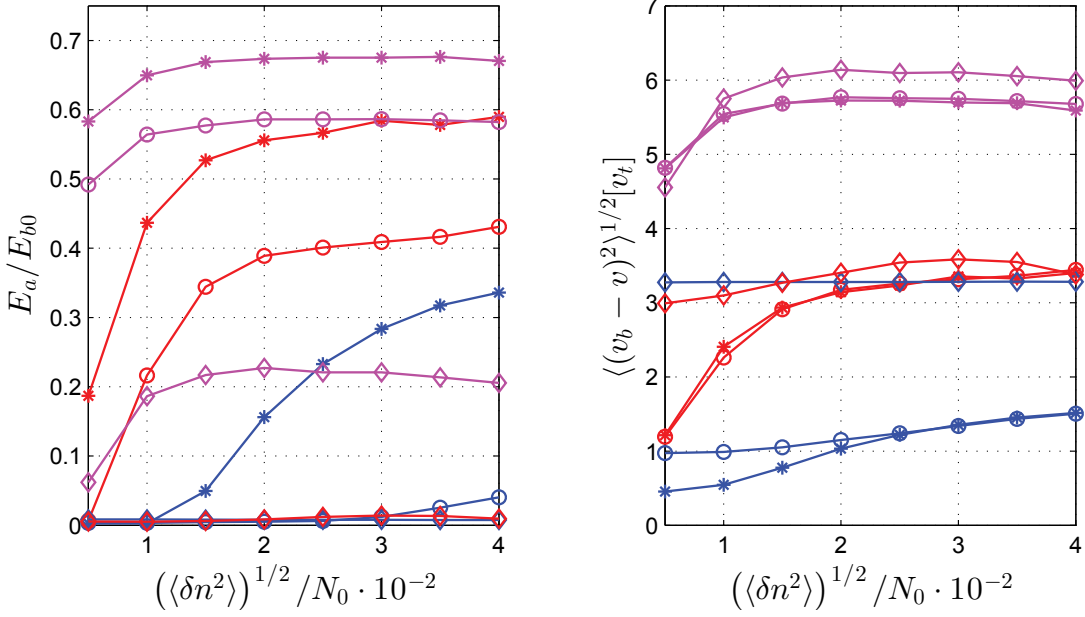 0.7
0.6
0.5
0.4
0.3
0.2
0.1
0
E_a/E_{b0}
1 2 3 4
(⟨δn²⟩)^{1/2}/N_0 · 10^{-2}
7
6
5
4
3
2
1
0
⟨(v_b − v)²⟩^{1/2}[v_t]
1 2 3 4
(⟨δn²⟩)^{1/2}/N_0 · 10^{-2}